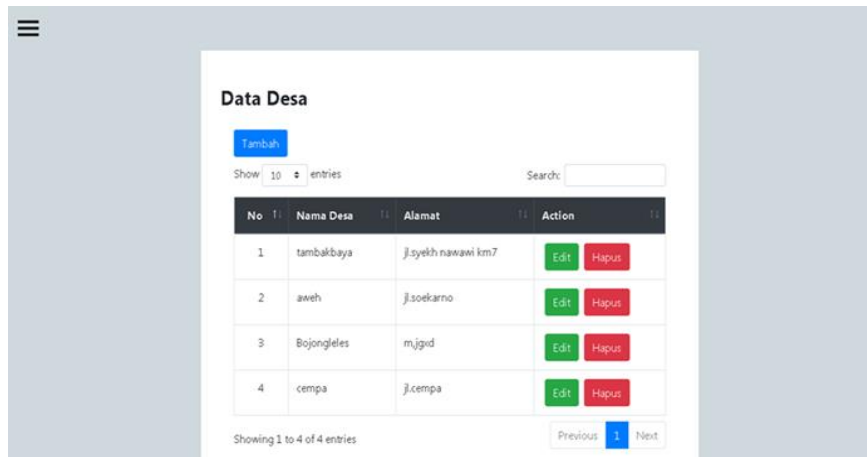 Data Desa
Tambah
Show 10 entries
Search:
No Nama Desa Alamat Action
1 tambakbaya jl.syekh nawawi km7 Edit Hapus
2 aweh jl.soekarno Edit Hapus
3 Bojongleles m,jgxd Edit Hapus
4 cempa jl.cempa Edit Hapus
Showing 1 to 4 of 4 entries
Previous 1 Next